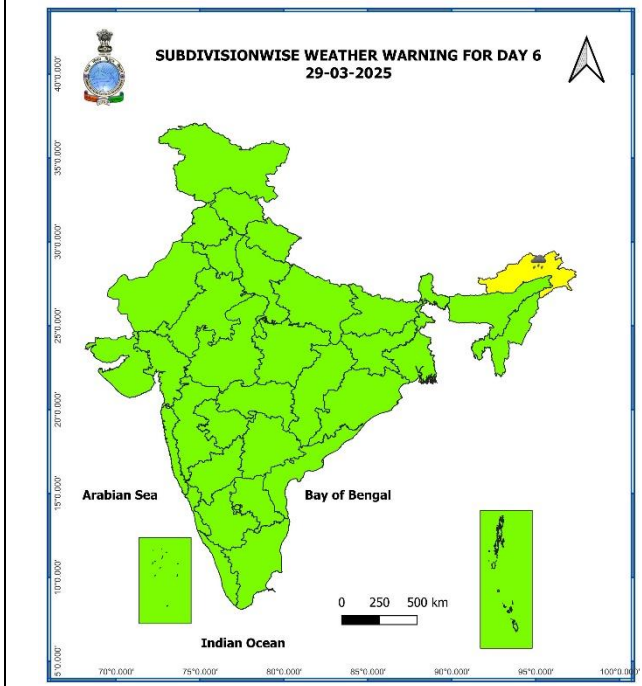 SUBDIVISIONWISE WEATHER WARNING FOR DAY 6
29-03-2025
40°0.000'
35°0.000'
30°0.000'
25°0.000'
20°0.000'
15°0.000'
10°0.000'
5°0.000'
Arabian Sea
Bay of Bengal
0 250 500 km
Indian Ocean
70°0.000' 75°0.000' 80°0.000' 85°0.000' 90°0.000' 95°0.000' 100°0.000'